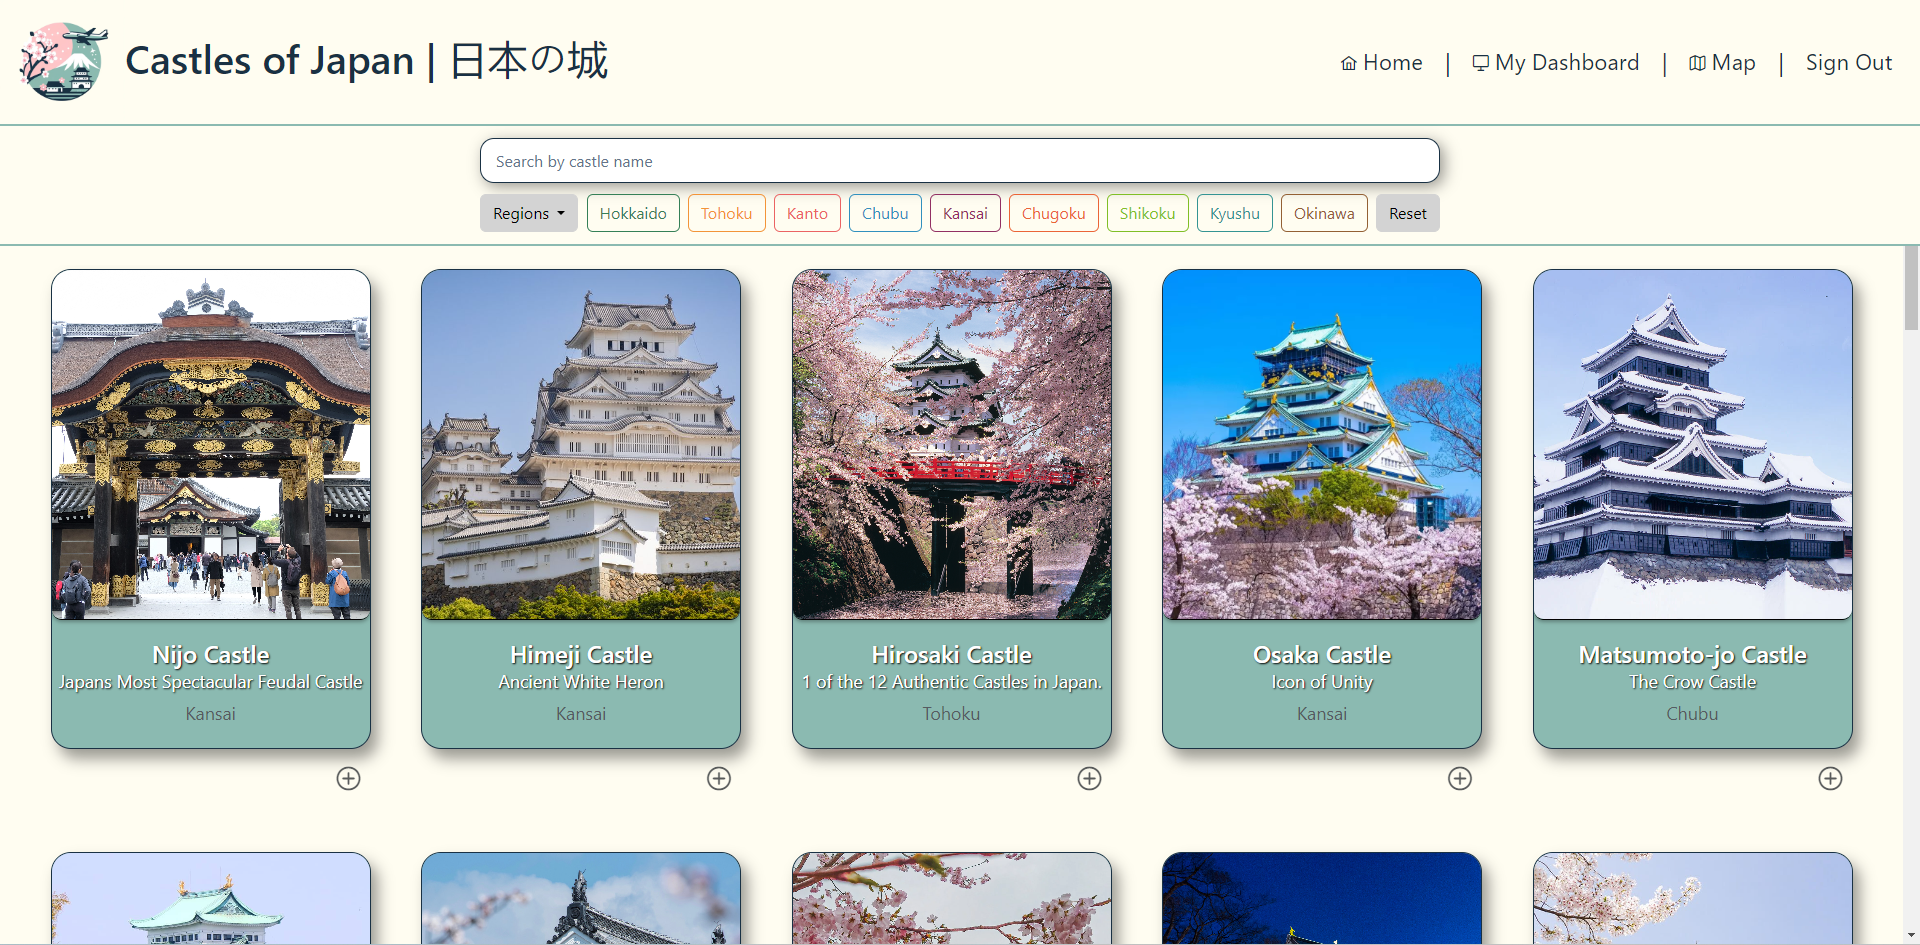 Castles of Japan | 日本の城
Home | My Dashboard | Map | Sign Out
Search by castle name
Regions Hokkaido Tohoku Kanto Chubu Kansai Chugoku Shikoku Kyushu Okinawa Reset
Nijo Castle
Japans Most Spectacular Feudal Castle
Kansai
Himeji Castle
Ancient White Heron
Kansai
Hirosaki Castle
1 of the 12 Authentic Castles in Japan.
Tohoku
Osaka Castle
Icon of Unity
Kansai
Matsumoto-jo Castle
The Crow Castle
Chubu